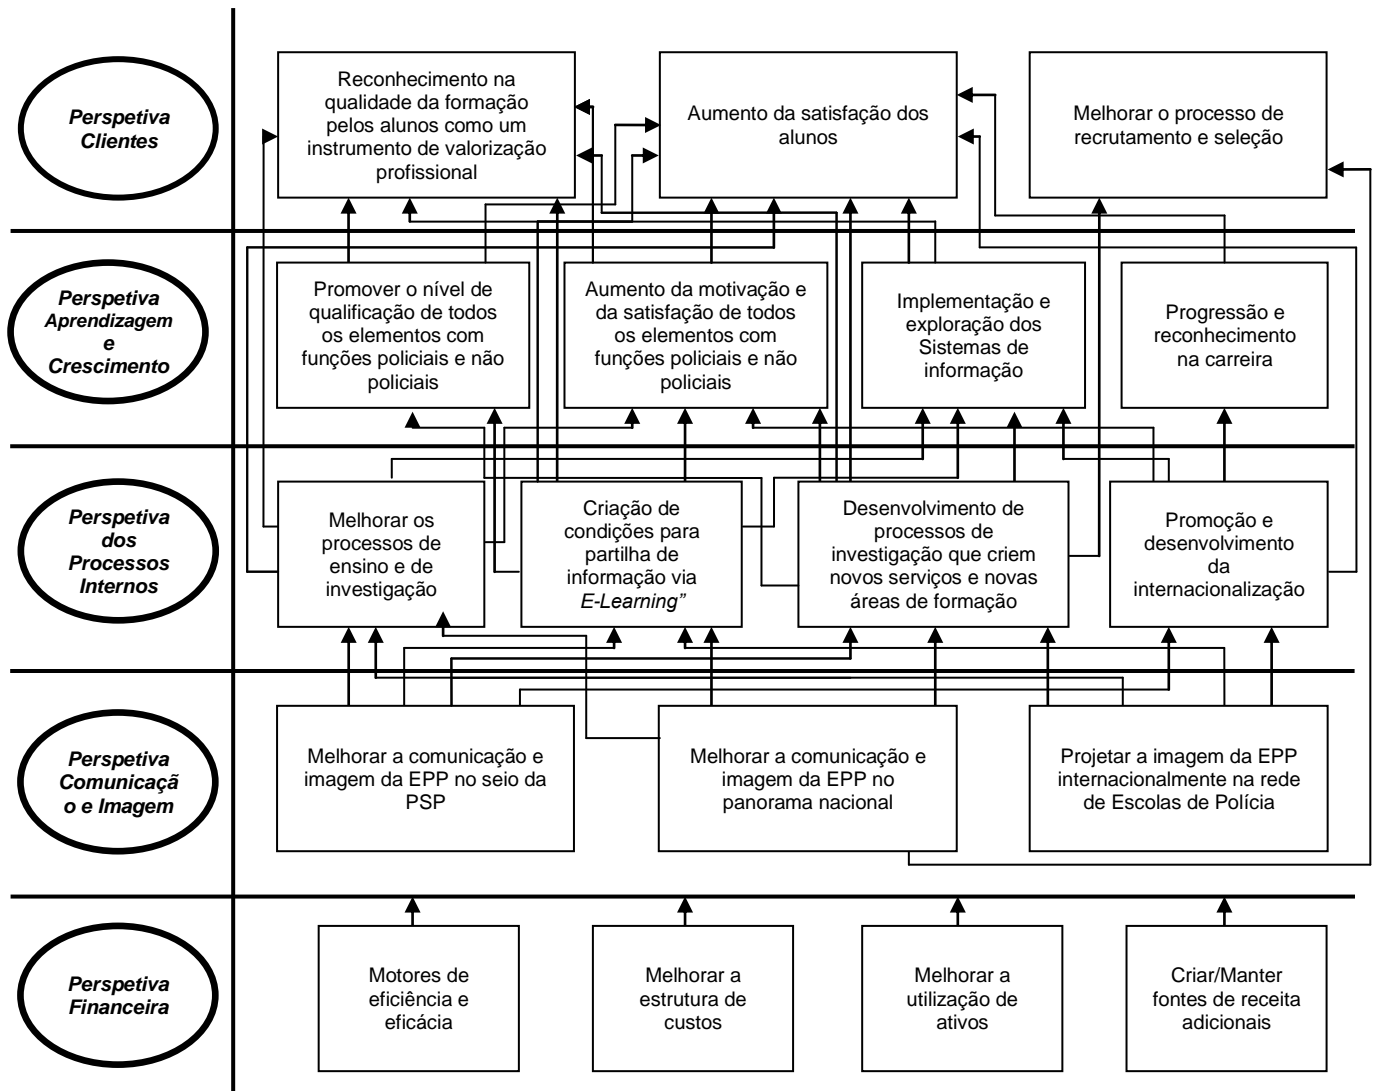 Perspetiva
Clientes
Reconhecimento na
qualidade da formação
pelos alunos como um
instrumento de valorização
profissional
Aumento da satisfação dos
alunos
Melhorar o processo de
recrutamento e seleção
Perspetiva
Aprendizagem
e
Crescimento
Promover o nível de
qualificação de todos
os elementos com
funções policiais e não
policiais
Aumento da motivação e
da satisfação de todos
os elementos com
funções policiais e não
policiais
Implementação e
exploração dos
Sistemas de
informação
Progressão e
reconhecimento
na carreira
Perspetiva
dos
Processos
Internos
Melhorar os
processos de
ensino e de
investigação
Criação de
condições para
partilha de
informação via
E-Learning”
Desenvolvimento de
processos de
investigação que criem
novos serviços e novas
áreas de formação
Promoção e
desenvolvimento
da
internacionalização
Perspetiva
Comunicaçã
o e Imagem
Melhorar a comunicação e
imagem da EPP no seio da
PSP
Melhorar a comunicação e
imagem da EPP no
panorama nacional
Projetar a imagem da EPP
internacionalmente na rede
de Escolas de Polícia
Perspetiva
Financeira
Motores de
eficiência e
eficácia
Melhorar a
estrutura de
custos
Melhorar a
utilização de
ativos
Criar/Manter
fontes de receita
adicionais